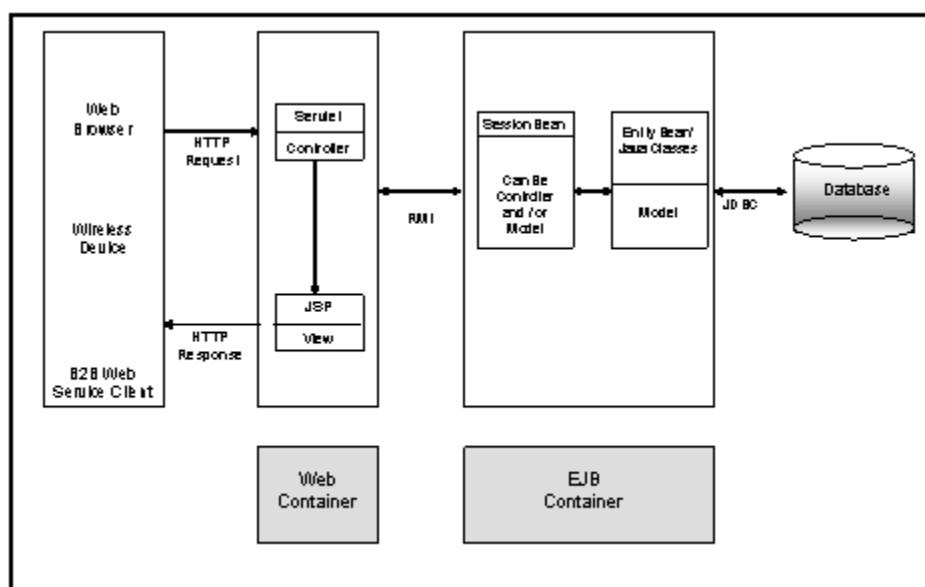 Web
Browser
Wireless
Device
B2B Web
Service Client
HTTP
Request
HTTP
Response
Servlet
Controller
JSP
View
RMI
Session Bean
Can Be
Controller
and / or
Model
Entity Bean/
Java Classes
Model
JDBC
Database
Web
Container
EJB
Container